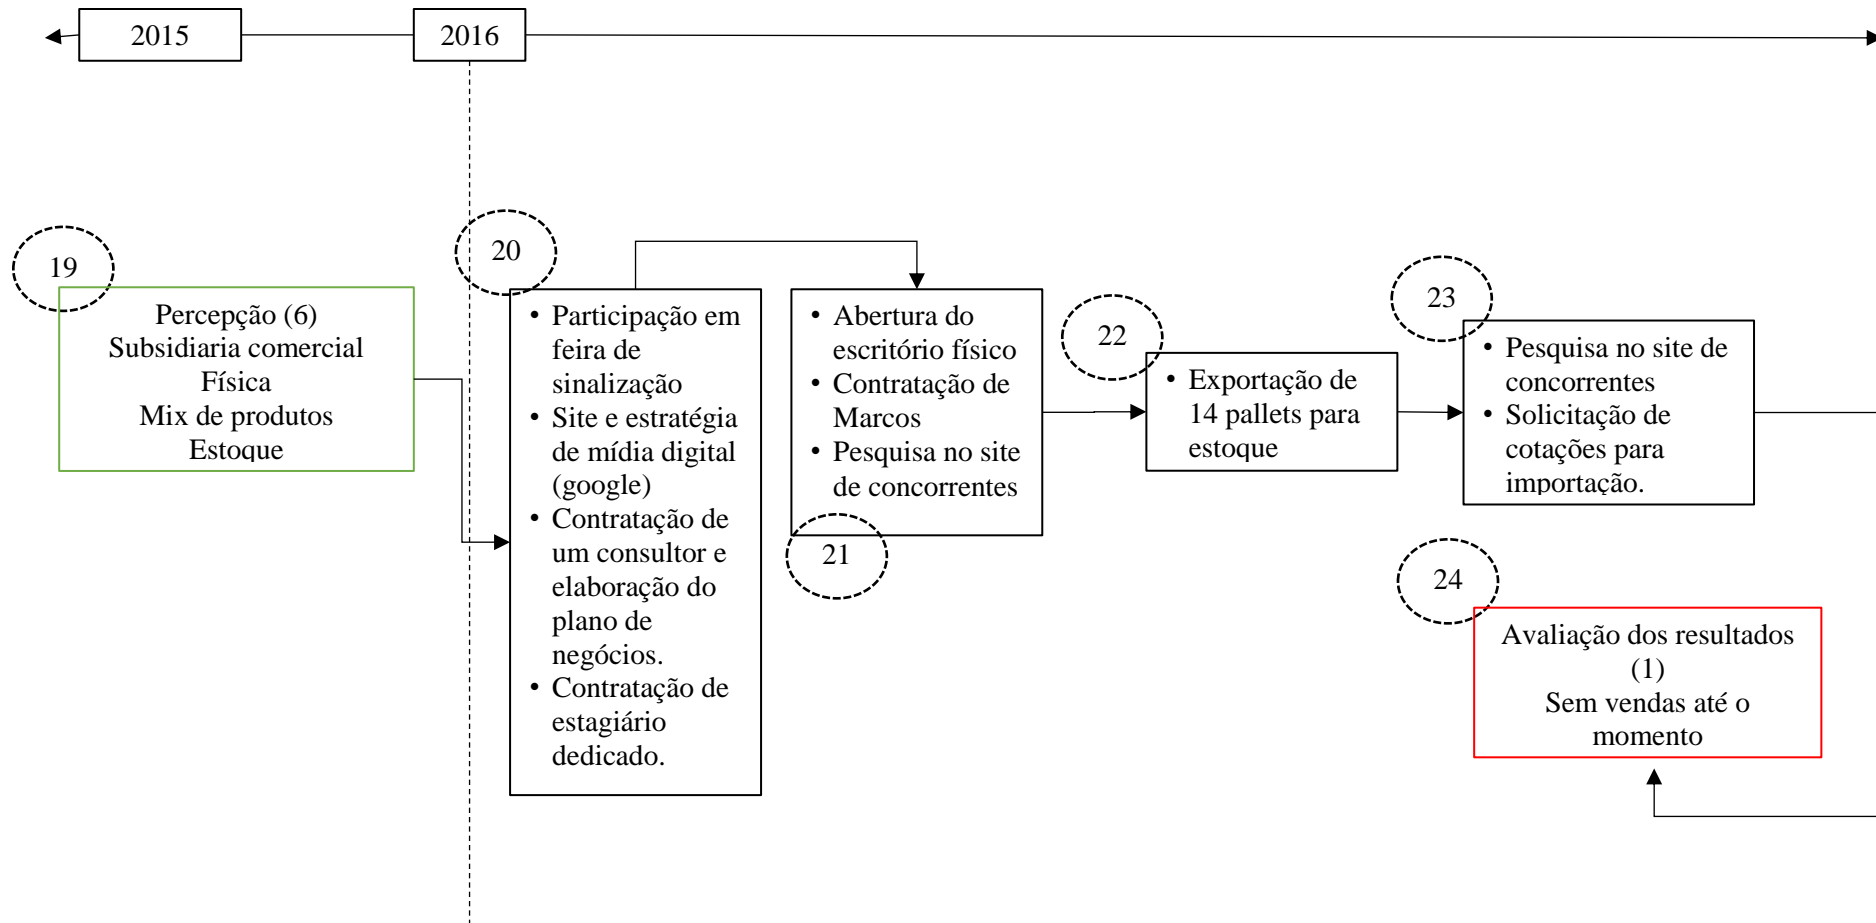 2015
2016
19
Percepção (6)
Subsidiaria comercial
Física
Mix de produtos
Estoque
20
• Participação em
feira de
sinalização
• Site e estratégia
de mídia digital
(google)
• Contratação de
um consultor e
elaboração do
plano de
negócios.
• Contratação de
estagiário
dedicado.
• Abertura do
escritório físico
• Contratação de
Marcos
• Pesquisa no site
de concorrentes
21
22
• Exportação de
14 pallets para
estoque
23
• Pesquisa no site de
concorrentes
• Solicitação de
cotações para
importação.
24
Avaliação dos resultados
(1)
Sem vendas até o
momento